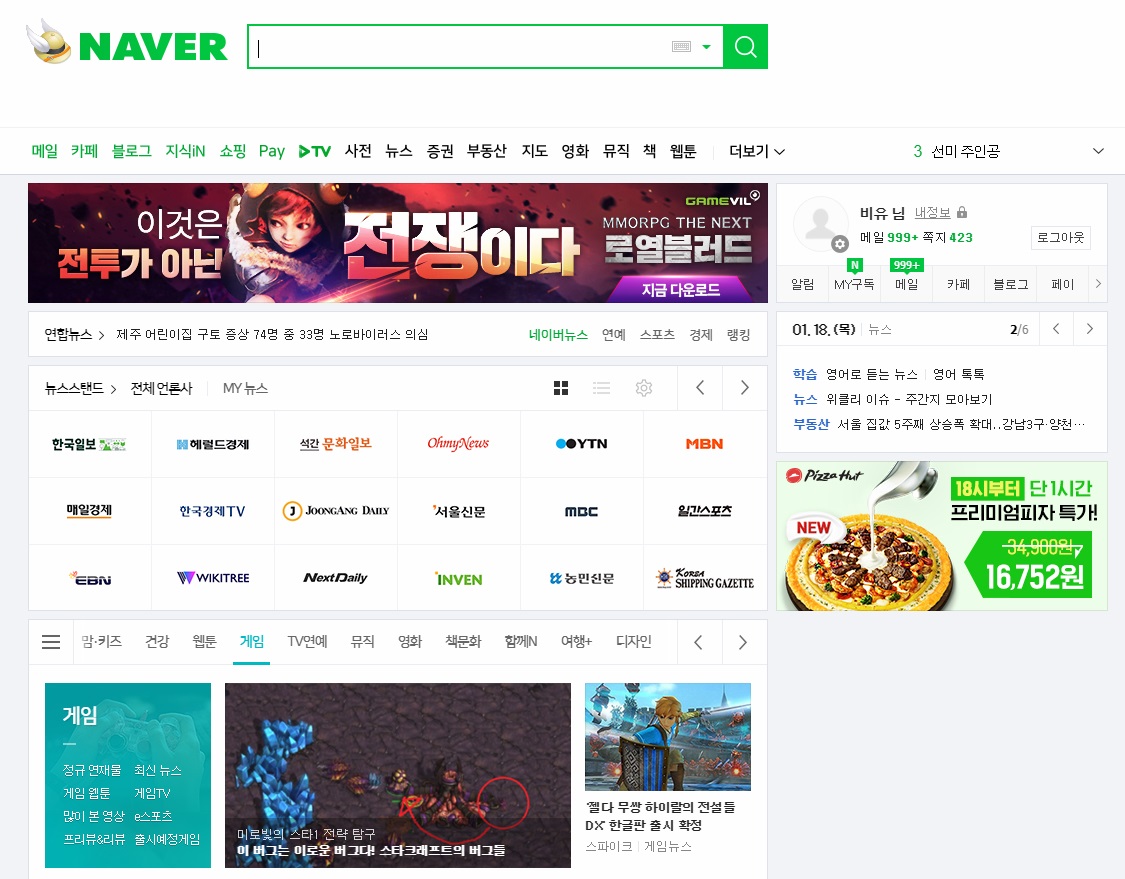 NAVER
메일 카페 블로그 지식iN 쇼핑 Pay TV 사전 뉴스 증권 부동산 지도 영화 뮤직 책 웹툰 더보기
3 선미 주인공
이것은
전투가 아닌
전쟁이다
GAMEVIL
MMORPG THE NEXT
로열블러드
지금 다운로드
비유 님 내정보
메일 999+ 쪽지 423
로그아웃
N 999+
알림 MY구독 메일 카페 블로그 페이
연합뉴스 제주 어린이집 구토 증상 74명 중 33명 노로바이러스 의심
네이버뉴스 연예 스포츠 경제 랭킹
01. 18. (목) 뉴스 2/6
학습 영어로 듣는 뉴스 영어 톡톡
뉴스 위클리 이슈 - 주간지 모아보기
부동산 서울 집값 5주째 상승폭 확대..강남3구·양천…
뉴스스탠드 전체 언론사 MY 뉴스
한국일보 헤럴드경제 석간 문화일보 OhmyNews YTN MBN
매일경제 한국경제TV JOONGANG DAILY 서울신문 MBC 일간스포츠
EBN WIKITREE NextDaily INVEN 농민신문 KOREA SHIPPING GAZETTE
Pizza Hut
18시부터 단 1시간
프리미엄피자 특가!
NEW
34,900원
16,752원
맘·키즈 건강 웹툰 게임 TV연예 뮤직 영화 책문화 함께N 여행+ 디자인
게임
정규 연재물 최신 뉴스
게임 웹툰 게임TV
많이 본 영상 e스포츠
프리뷰&리뷰 출시예정게임
미로빛의 스타1 전략 탐구
이 버그는 이로운 버그다! 스타크래프트의 버그들
'젤다 무쌍 하이랄의 전설들
DX' 한글판 출시 확정
스파이크 게임뉴스